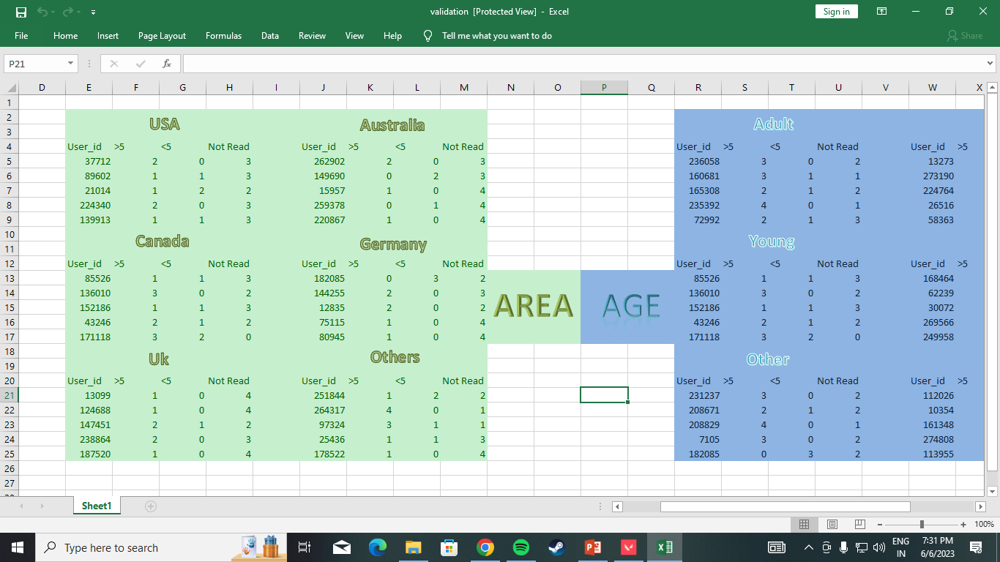 validation [Protected View] - Excel
Sign in
File Home Insert Page Layout Formulas Data Review View Help Tell me what you want to do Share
P21 fx
D E F G H I J K L M N O P Q R S T U V W X
1
2 USA Australia Adult
3
4 User_id >5 <5 Not Read User_id >5 <5 Not Read User_id >5 <5 Not Read User_id >5
5 37712 2 0 3 262902 2 0 3 236058 3 0 2 13273
6 89602 1 1 3 149690 0 2 3 160681 3 1 1 273190
7 21014 1 2 2 15957 1 0 4 165308 2 1 2 224764
8 224340 2 0 3 259378 0 1 4 235392 4 0 1 26516
9 139913 1 1 3 220867 1 0 4 72992 2 1 3 58363
10 Canada Germany Young
11
12 User_id >5 <5 Not Read User_id >5 <5 Not Read User_id >5 <5 Not Read User_id >5
13 85526 1 1 3 182085 0 3 2 85526 1 1 3 168464
14 136010 3 0 2 144255 2 0 3 136010 3 0 2 62239
15 152186 1 1 3 12835 2 0 2 AREA AGE 152186 1 1 3 30072
16 43246 2 1 2 75115 1 0 4 43246 2 1 2 269566
17 171118 3 2 0 80945 1 0 4 171118 3 2 0 249958
18 Uk Others Other
19
20 User_id >5 <5 Not Read User_id >5 <5 Not Read User_id >5 <5 Not Read User_id >5
21 13099 1 0 4 251844 1 2 2 231237 3 0 2 112026
22 124688 1 0 4 264317 4 0 1 208671 2 1 2 10354
23 147451 2 1 2 97324 3 1 1 208829 4 0 1 161348
24 238864 2 0 3 25436 1 1 3 7105 3 0 2 274808
25 187520 1 0 4 178522 1 0 4 182085 0 3 2 113955
26
27
Sheet1
100%
Type here to search
ENG
IN
7:31 PM
6/6/2023